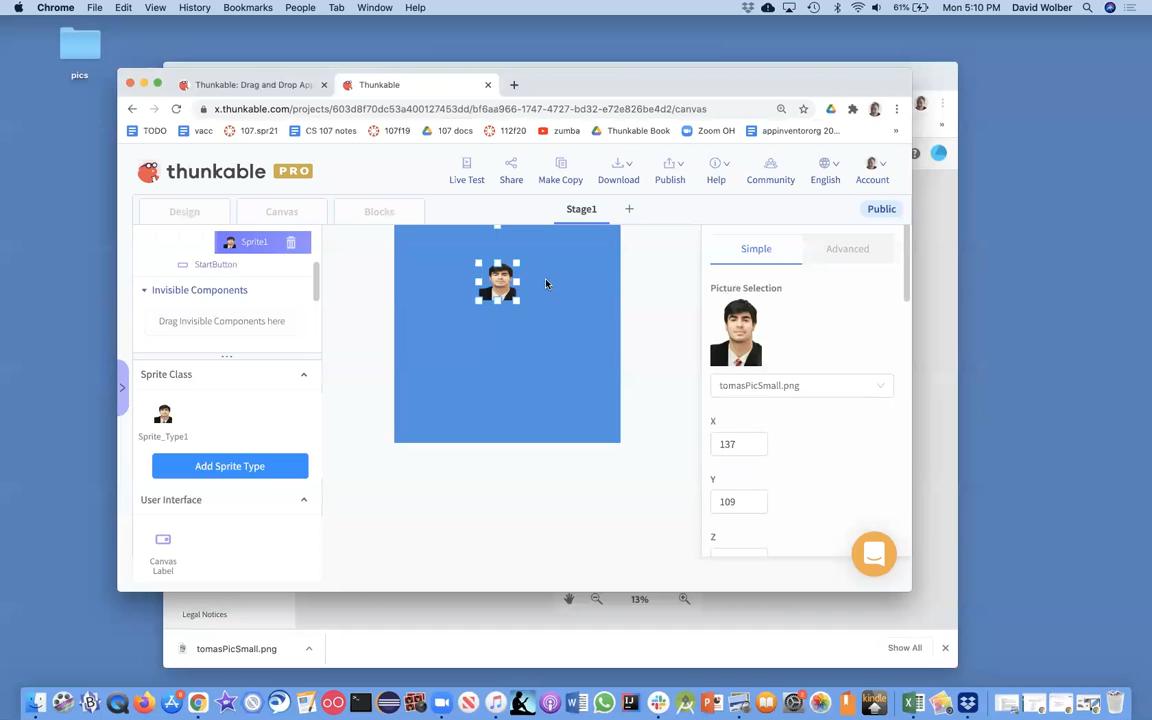 Chrome File Edit View History Bookmarks People Tab Window Help 61% Mon 5:10 PM David Wolber
pics
Thunkable: Drag and Drop Ap
Thunkable
x.thunkable.com/projects/603d8f70dc53a400127453dd/bf6aa966-1747-4727-bd32-e72e826be4d2/canvas
TODO vacc 107.spr21 CS 107 notes 107f19 107 docs 112f20 zumba Thunkable Book Zoom OH appinventorog 20... »
thunkable PRO
Live Test Share Make Copy Download Publish Help Community English Account
Design Canvas Blocks Stage1 + Public
Sprite1
StartButton
Invisible Components
Drag Invisible Components here
Sprite Class
Sprite_Type1
Add Sprite Type
User Interface
Canvas
Label
Simple Advanced
Picture Selection
tomasPicSmall.png
X
137
Y
109
Z
Legal Notices
13%
tomasPicSmall.png
Show All
kindle